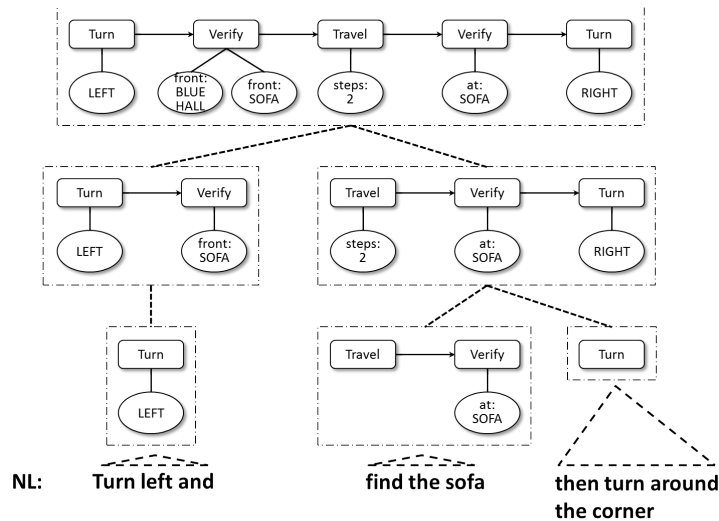 Turn Verify Travel Verify Turn
LEFT front: BLUE HALL front: SOFA steps: 2 at: SOFA RIGHT
Turn Verify Travel Verify Turn
LEFT front: SOFA steps: 2 at: SOFA RIGHT
Turn Travel Verify Turn
LEFT at: SOFA
NL: Turn left and find the sofa then turn around
the corner